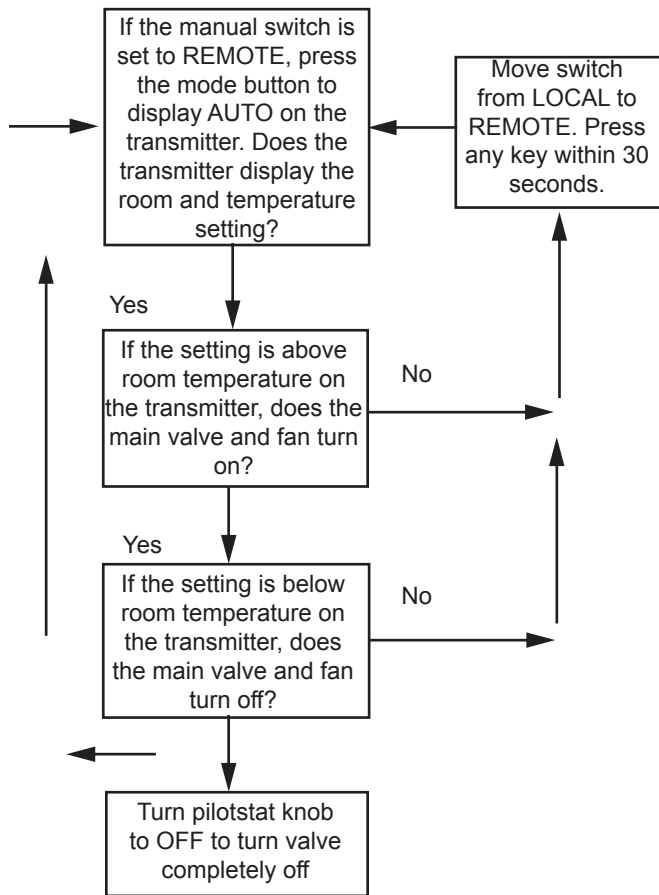 If the manual switch is
set to REMOTE, press
the mode button to
display AUTO on the
transmitter. Does the
transmitter display the
room and temperature
setting?
Move switch
from LOCAL to
REMOTE. Press
any key within 30
seconds.
Yes
If the setting is above
room temperature on
the transmitter, does the
main valve and fan turn
on?
No
Yes
If the setting is below
room temperature on
the transmitter, does
the main valve and fan
turn off?
No
Turn pilotstat knob
to OFF to turn valve
completely off